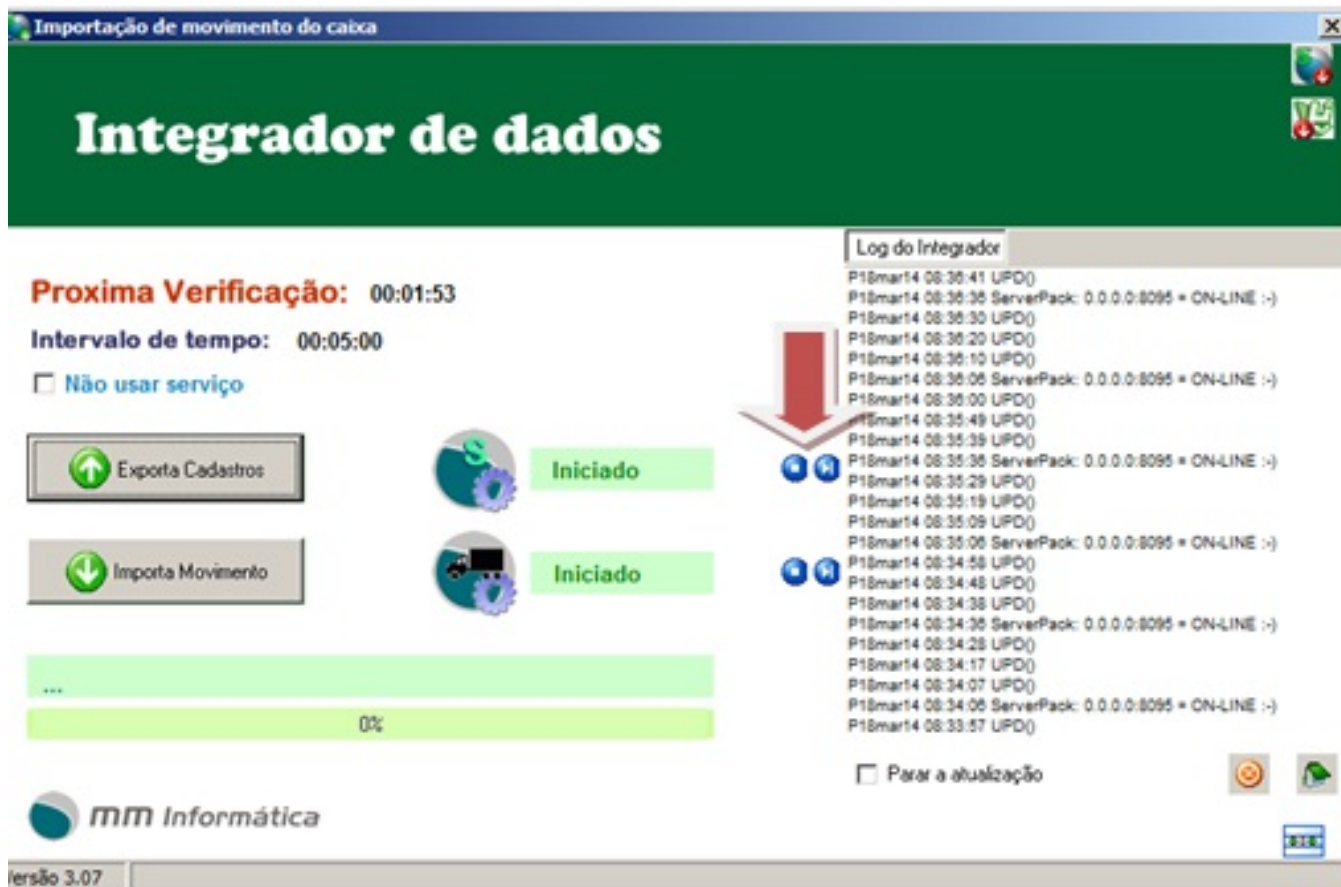 Importação de movimento do caixa
Integrador de dados
Proxima Verificação: 00:01:53
Intervalo de tempo: 00:05:00
Não usar serviço
Exporta Cadastros
Iniciado
Importa Movimento
Iniciado
...
0%
mm Informática
Versão 3.07
Log do Integrador
P18mar14 08:36:41 UPD()
P18mar14 08:36:36 ServerPack: 0.0.0.0:8095 = ON-LINE :-)
P18mar14 08:36:30 UPD()
P18mar14 08:36:20 UPD()
P18mar14 08:36:10 UPD()
P18mar14 08:36:06 ServerPack: 0.0.0.0:8095 = ON-LINE :-)
P18mar14 08:36:00 UPD()
P18mar14 08:35:49 UPD()
P18mar14 08:35:39 UPD()
P18mar14 08:35:36 ServerPack: 0.0.0.0:8095 = ON-LINE :-)
P18mar14 08:35:29 UPD()
P18mar14 08:35:19 UPD()
P18mar14 08:35:09 UPD()
P18mar14 08:35:06 ServerPack: 0.0.0.0:8095 = ON-LINE :-)
P18mar14 08:34:58 UPD()
P18mar14 08:34:48 UPD()
P18mar14 08:34:38 UPD()
P18mar14 08:34:36 ServerPack: 0.0.0.0:8095 = ON-LINE :-)
P18mar14 08:34:28 UPD()
P18mar14 08:34:17 UPD()
P18mar14 08:34:07 UPD()
P18mar14 08:34:06 ServerPack: 0.0.0.0:8095 = ON-LINE :-)
P18mar14 08:33:57 UPD()
Parar a atualização